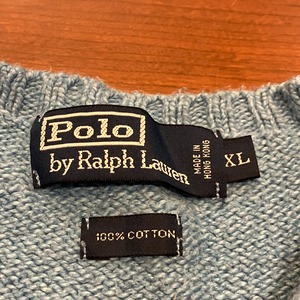 Polo
by Ralph Lauren
MADE IN
HONG KONG
XL
100% COTTON